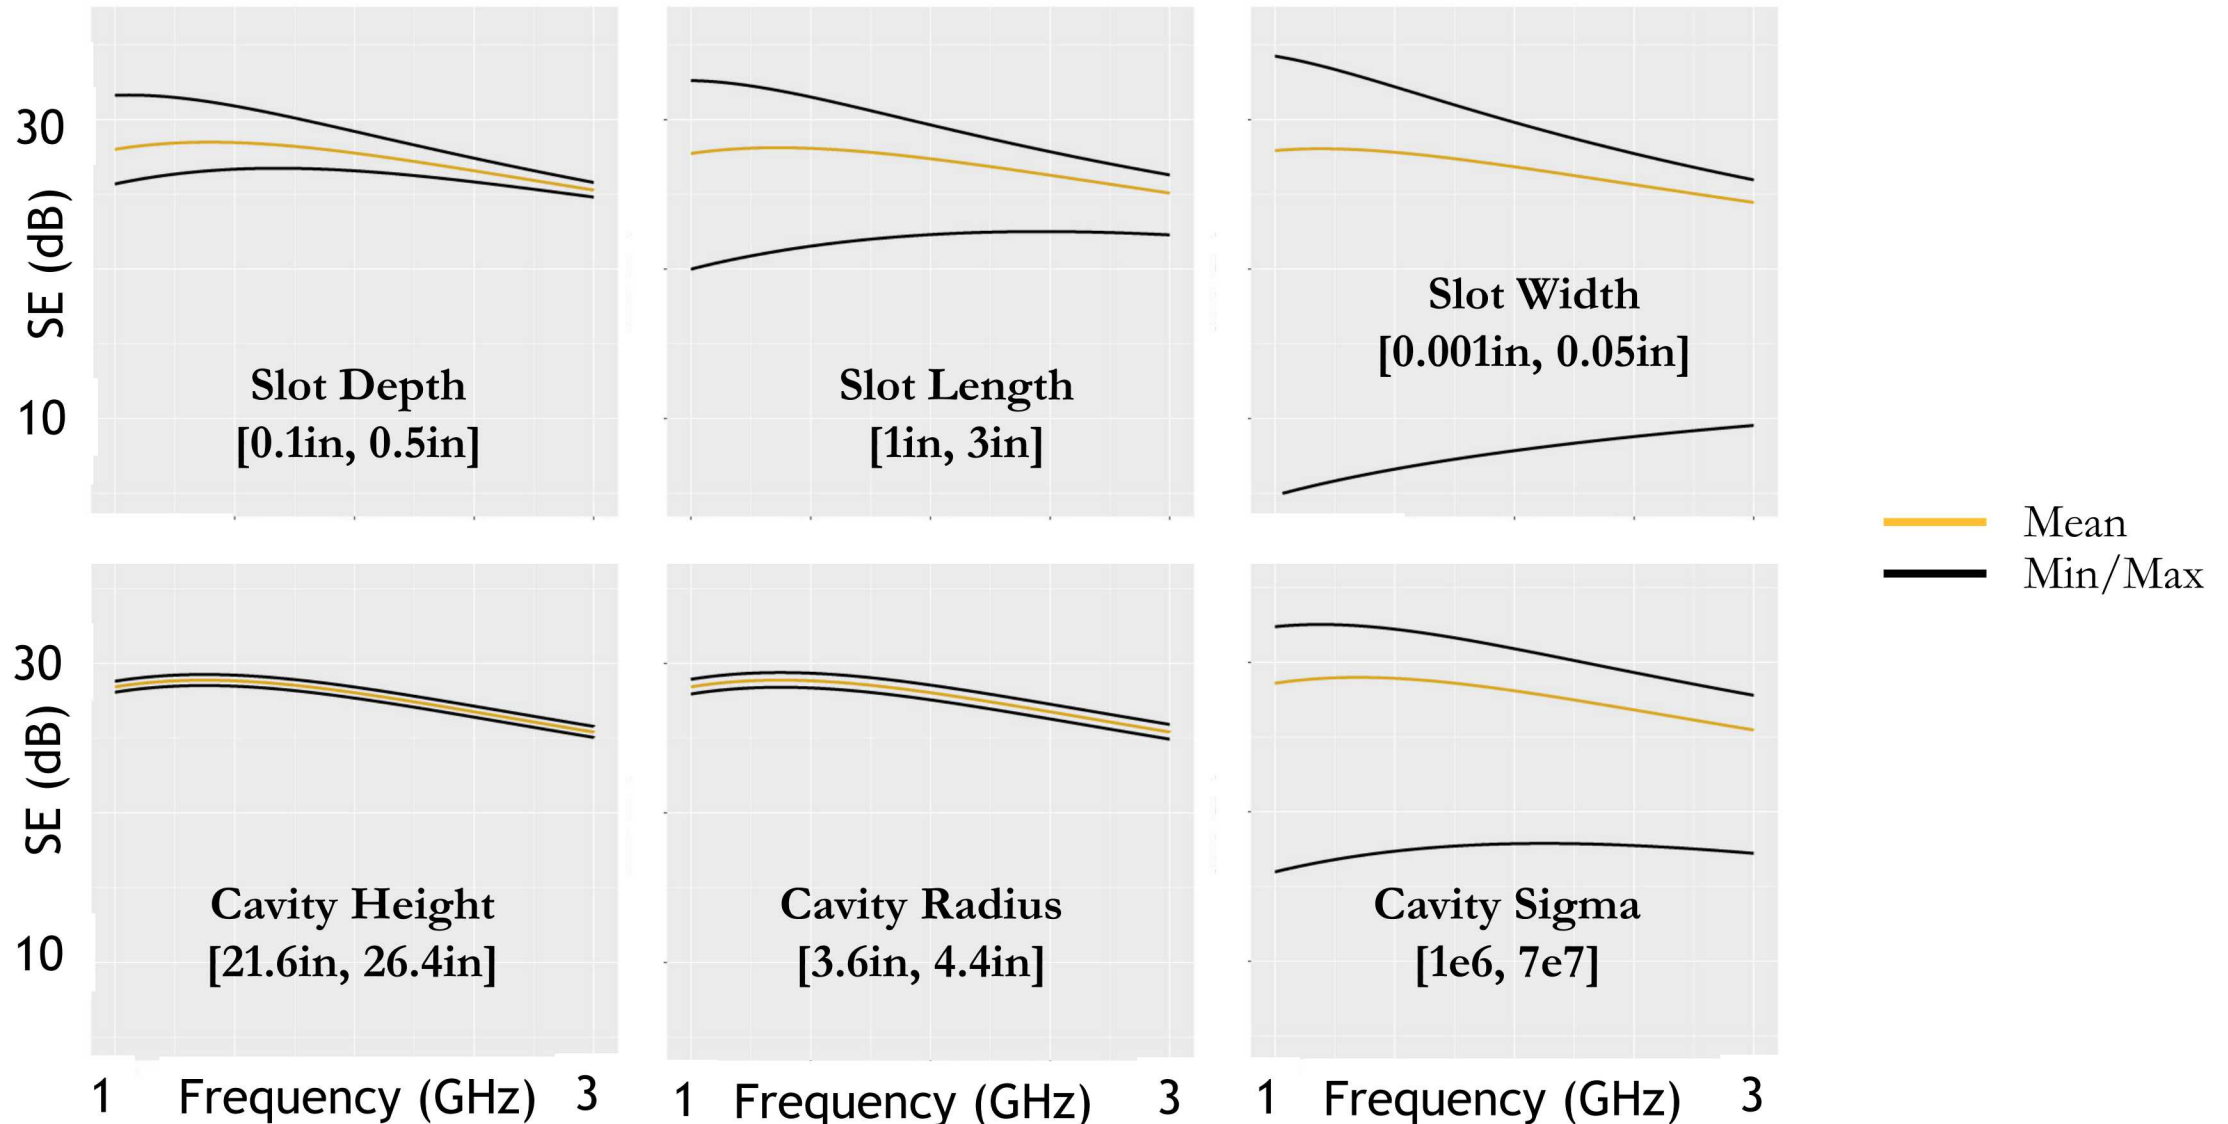 30
10
SE (dB)
Slot Depth
[0.1in, 0.5in]
Slot Length
[1in, 3in]
Slot Width
[0.001in, 0.05in]
Mean
Min/Max
30
10
SE (dB)
Cavity Height
[21.6in, 26.4in]
Cavity Radius
[3.6in, 4.4in]
Cavity Sigma
[1e6, 7e7]
1 Frequency (GHz) 3
1 Frequency (GHz) 3
1 Frequency (GHz) 3